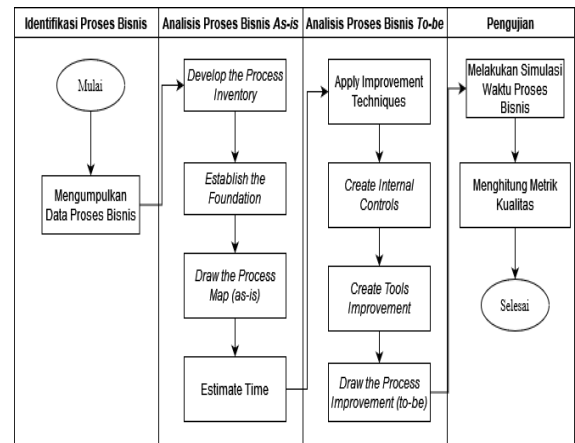 Identifikasi Proses Bisnis
Analisis Proses Bisnis As-is
Analisis Proses Bisnis To-be
Pengujian
Mulai
Mengumpulkan
Data Proses Bisnis
Develop the Process
Inventory
Establish the
Foundation
Draw the Process
Map (as-is)
Estimate Time
Apply Improvement
Techniques
Create Internal
Controls
Create Tools
Improvement
Draw the Process
Improvement (to-be)
Melakukan Simulasi
Waktu Proses
Bisnis
Menghitung Metrik
Kualitas
Selesai